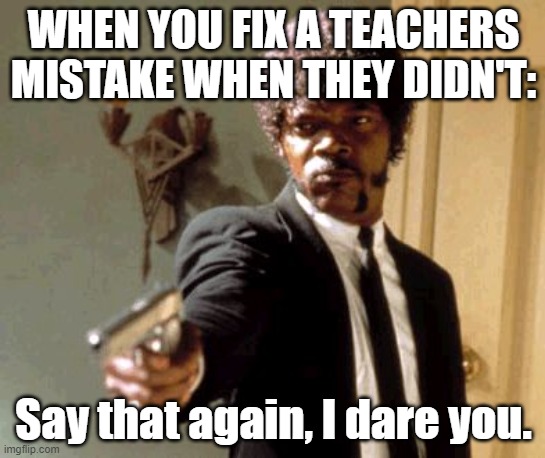 WHEN YOU FIX A TEACHERS
MISTAKE WHEN THEY DIDN'T:
Say that again, I dare you.
imgflip.com